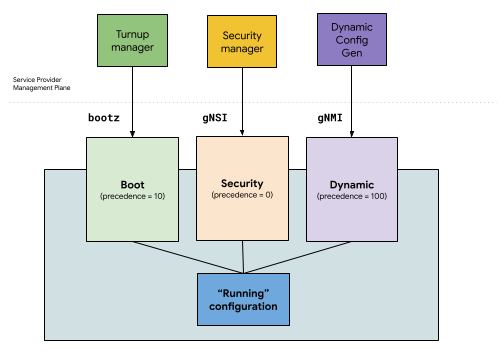 Turnup
manager
Security
manager
Dynamic
Config
Gen
Service Provider
Management Plane
bootz
gNSI
gNMI
Boot
(precedence = 10)
Security
(precedence = 0)
Dynamic
(precedence = 100)
“Running”
configuration